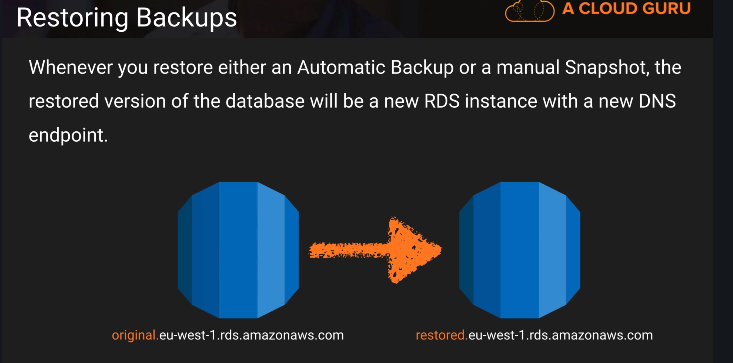 Restoring Backups
A CLOUD GURU
Whenever you restore either an Automatic Backup or a manual Snapshot, the
restored version of the database will be a new RDS instance with a new DNS
endpoint.
original.eu-west-1.rds.amazonaws.com
restored.eu-west-1.rds.amazonaws.com